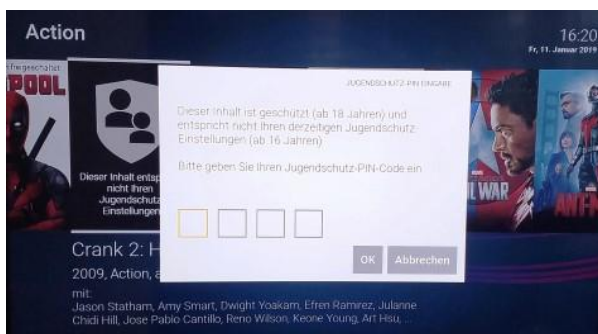 Action
16:20
Fr, 11. Januar 2019
freigeschaltet
POOL
JUGENDSCHUTZ-PIN EINGABE
Dieser Inhalt ist geschützt (ab 18 Jahren) und
entspricht nicht Ihren derzeitigen Jugendschutz-
Einstellungen (ab 16 Jahren)
Bitte geben Sie Ihren Jugendschutz-PIN-Code ein
Dieser Inhalt entsp
nicht Ihren
Jugendschutz
Einstellungen
L WAR
ANT-M
OK
Abbrechen
Crank 2: H
2009, Action, a
mit:
Jason Statham, Amy Smart, Dwight Yoakam, Efren Ramirez, Julanne
Chidi Hill, Jose Pablo Cantillo, Reno Wilson, Keone Young, Art Hsu, ...